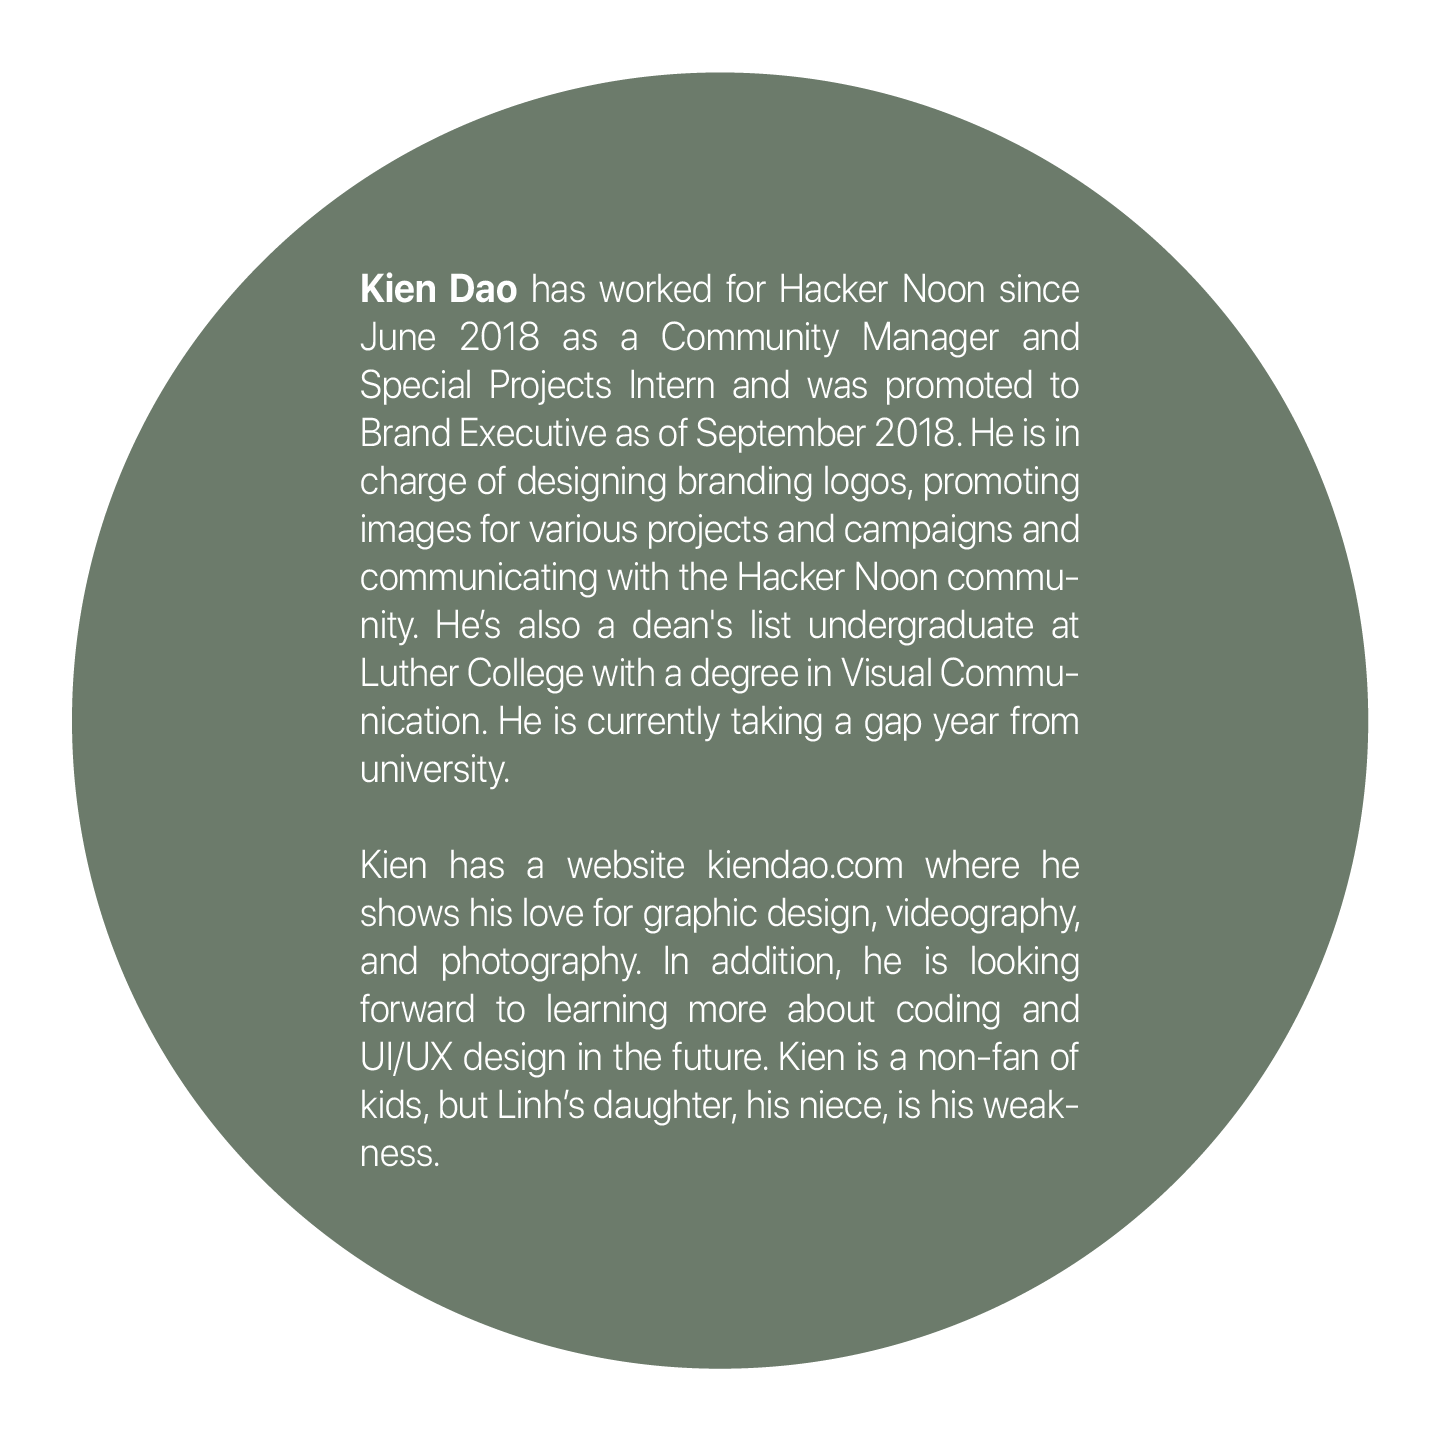 Kien Dao has worked for Hacker Noon since
June 2018 as a Community Manager and
Special Projects Intern and was promoted to
Brand Executive as of September 2018. He is in
charge of designing branding logos, promoting
images for various projects and campaigns and
communicating with the Hacker Noon commu-
nity. He’s also a dean's list undergraduate at
Luther College with a degree in Visual Commu-
nication. He is currently taking a gap year from
university.
Kien has a website kiendao.com where he
shows his love for graphic design, videography,
and photography. In addition, he is looking
forward to learning more about coding and
UI/UX design in the future. Kien is a non-fan of
kids, but Linh’s daughter, his niece, is his weak-
ness.